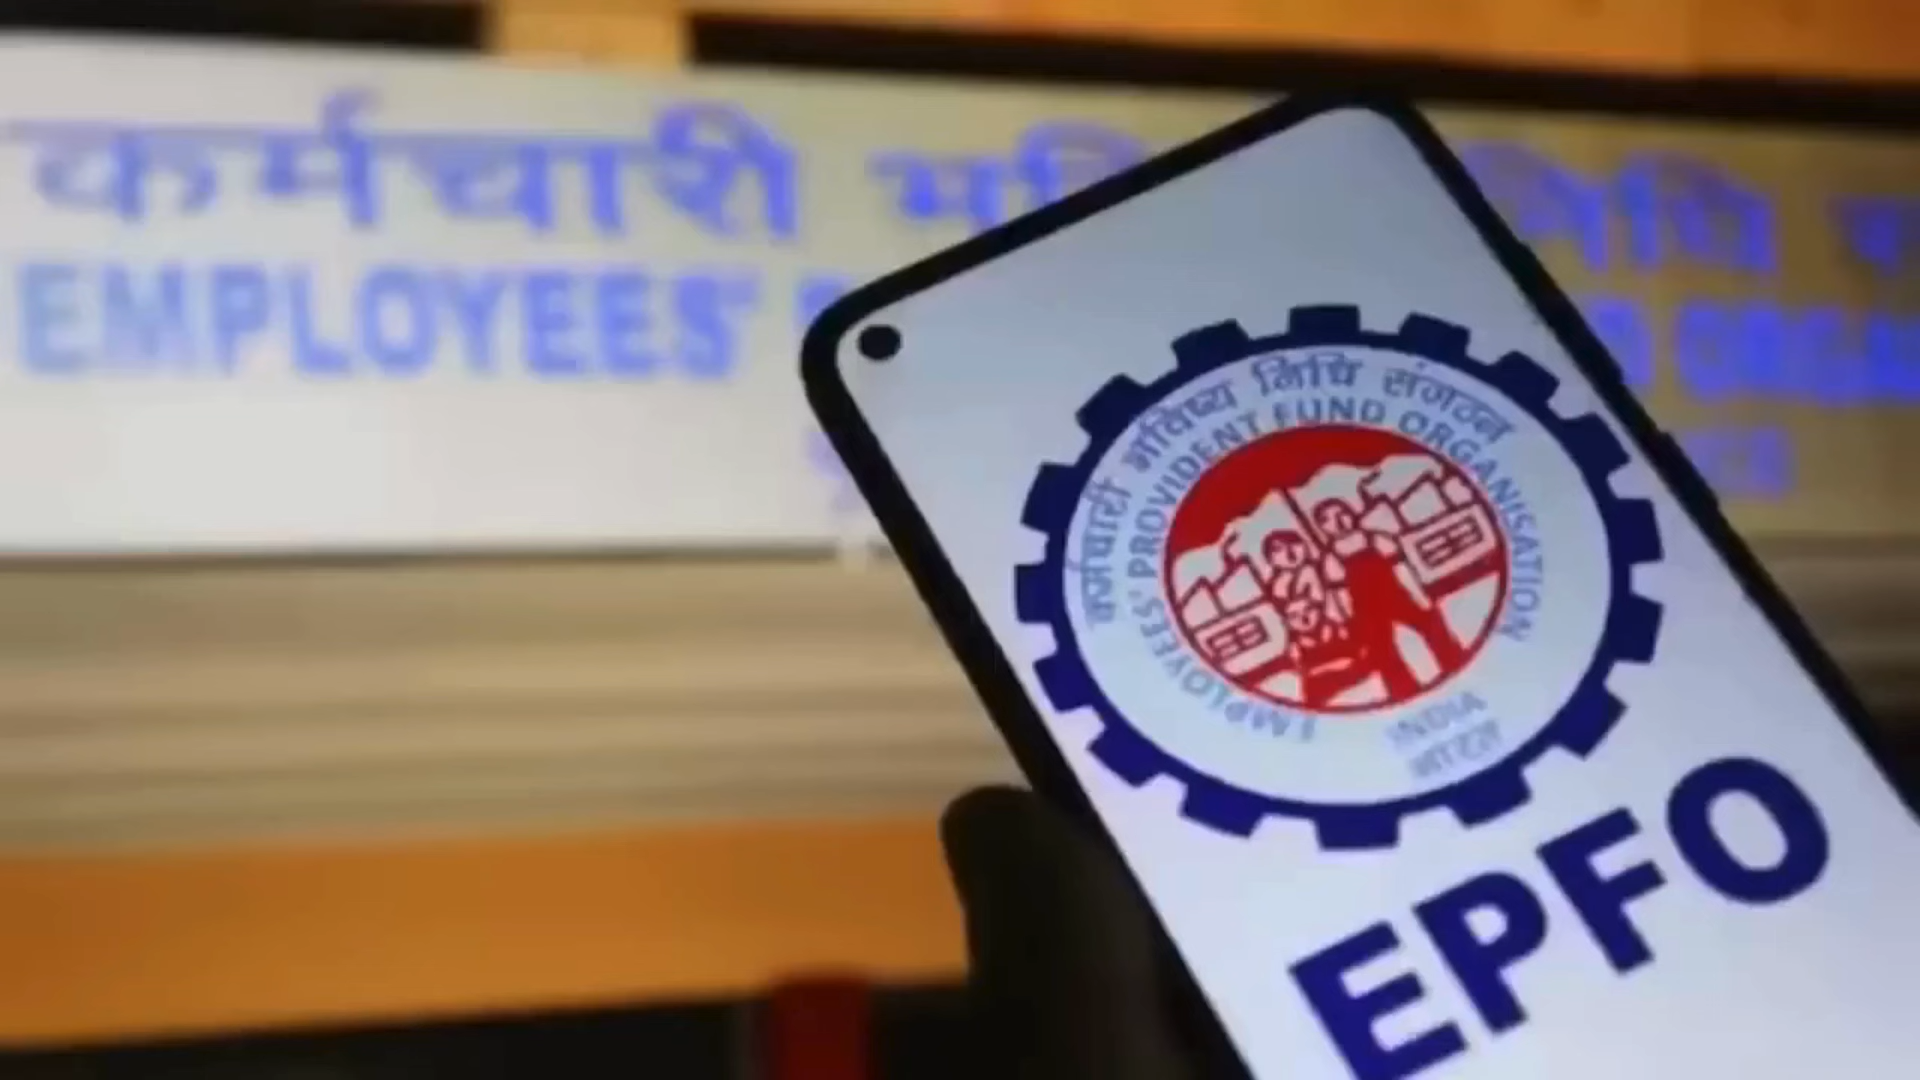 कर्मचारी
EMPLOYEES'
कर्मचारी भविष्य निधि संगठन
EMPLOYEES' PROVIDENT FUND ORGANISATION
INDIA
भारत
EPFO